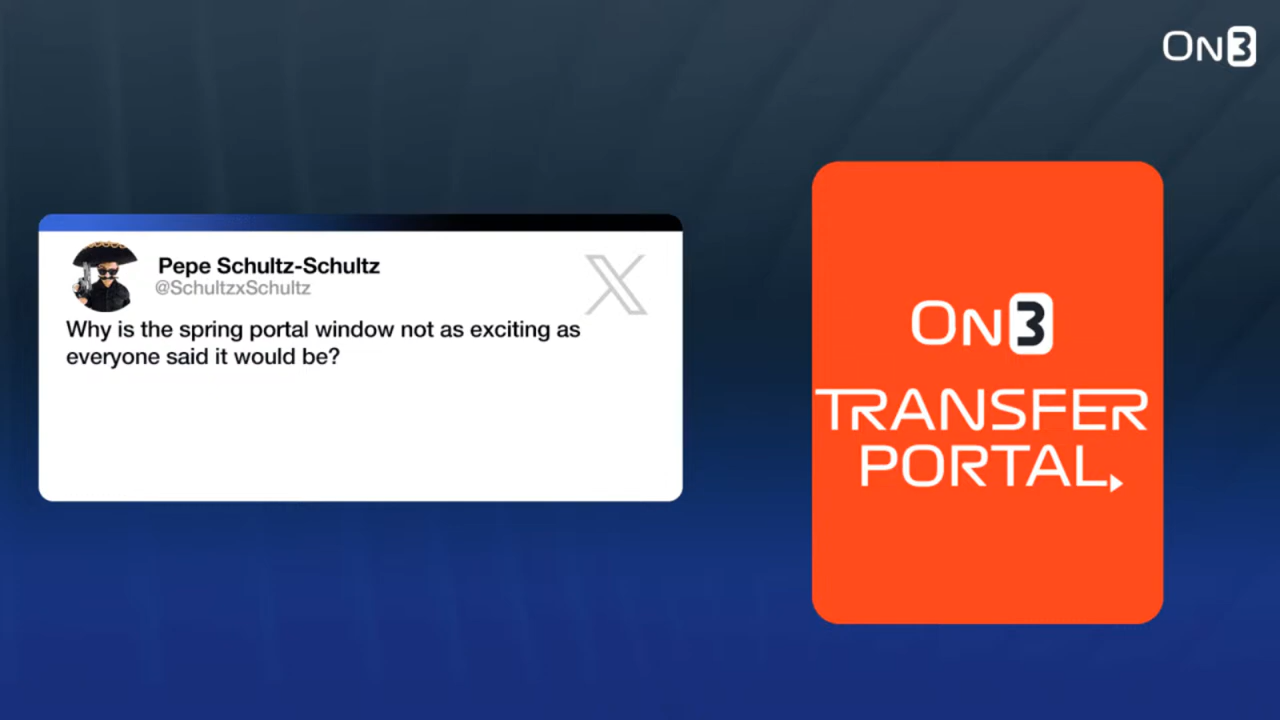 On3
Pepe Schultz-Schultz
@SchultzxSchultz
Why is the spring portal window not as exciting as
everyone said it would be?
On3
TRANSFER
PORTAL